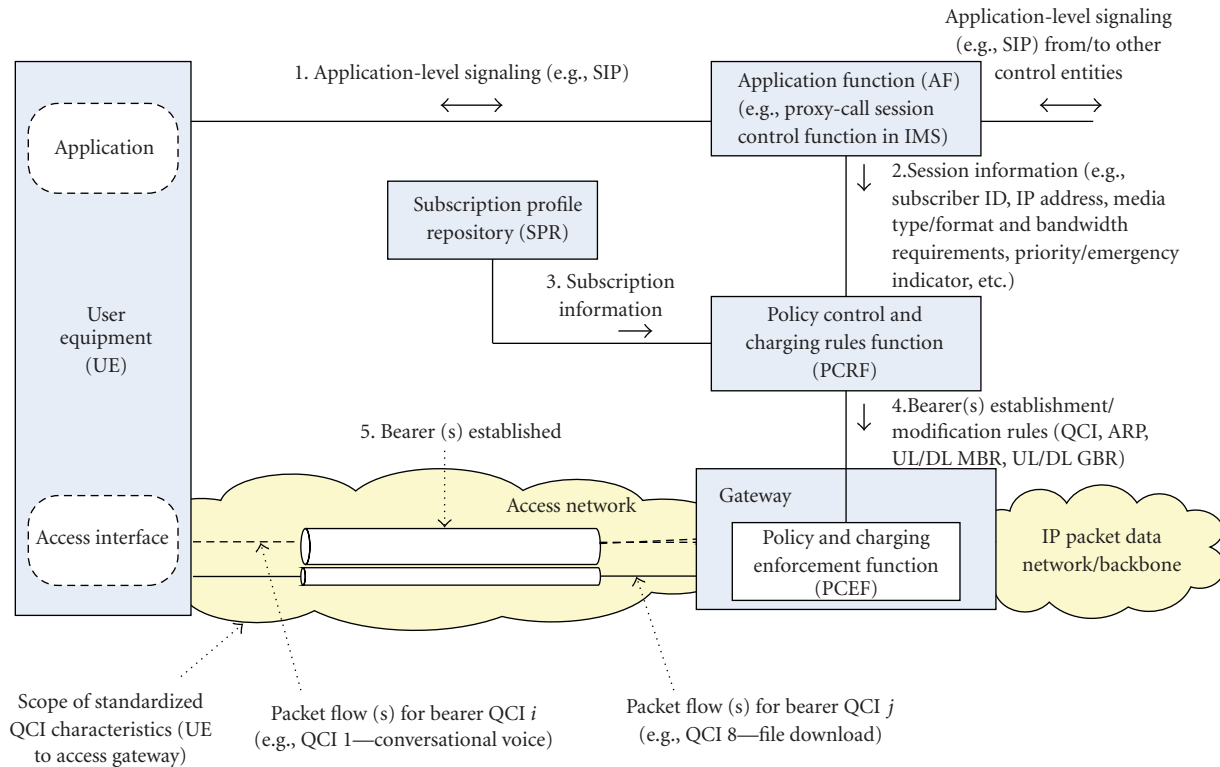 Application-level signaling
(e.g., SIP) from/to other
control entities
1. Application-level signaling (e.g., SIP)
Application function (AF)
(e.g., proxy-call session
control function in IMS)
Application
2.Session information (e.g.,
subscriber ID, IP address, media
type/format and bandwidth
requirements, priority/emergency
indicator, etc.)
Subscription profile
repository (SPR)
3. Subscription
information
User
equipment
(UE)
Policy control and
charging rules function
(PCRF)
4.Bearer(s) establishment/
modification rules (QCI, ARP,
UL/DL MBR, UL/DL GBR)
5. Bearer (s) established
Access network
Gateway
Access interface
Policy and charging
enforcement function
(PCEF)
IP packet data
network/backbone
Scope of standardized
QCI characteristics (UE
to access gateway)
Packet flow (s) for bearer QCI i
(e.g., QCI 1—conversational voice)
Packet flow (s) for bearer QCI j
(e.g., QCI 8—file download)